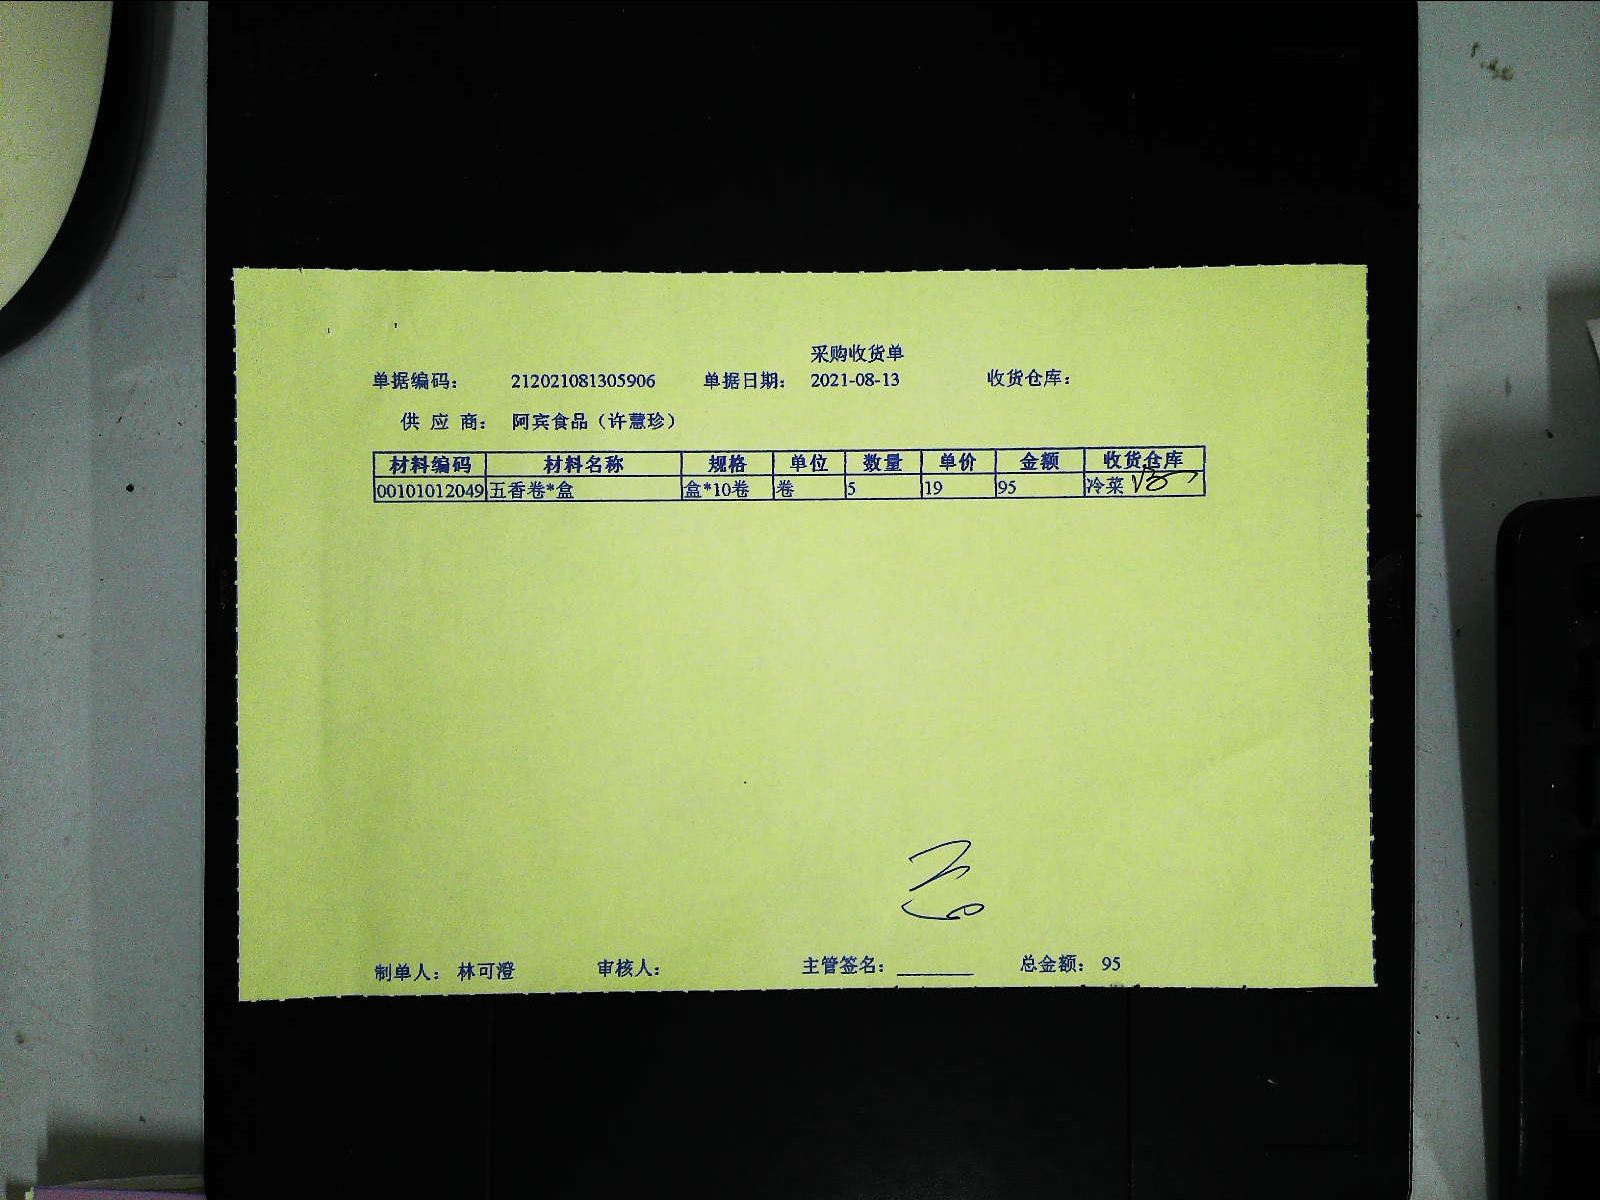 采购收货单
单据编码： 212021081305906 单据日期： 2021-08-13 收货仓库：
供 应 商： 阿宾食品（许慧珍）
材料编码 材料名称 规格 单位 数量 单价 金额 收货仓库
00101012049 五香卷*盒 盒*10卷 卷 5 19 95 冷菜
制单人： 林可澄 审核人： 主管签名： 总金额： 95